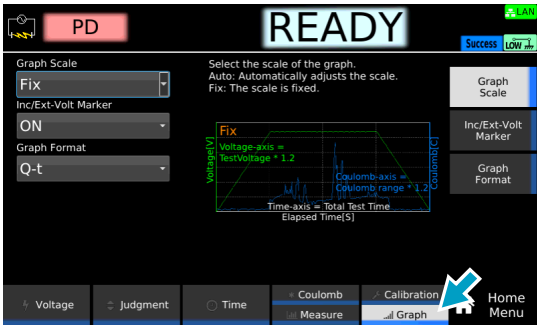 PD
READY
LAN
Success
LOW
Graph Scale
Fix
Inc/Ext-Volt Marker
ON
Graph Format
Q-t
Select the scale of the graph.
Auto: Automatically adjusts the scale.
Fix: The scale is fixed.
Fix
Voltage-axis =
TestVoltage * 1.2
Coulomb-axis =
Coulomb range * 1.2
Time-axis = Total Test Time
Voltage[V]
Coulomb[C]
Elapsed Time[S]
Graph
Scale
Inc/Ext-Volt
Marker
Graph
Format
Voltage
Judgment
Time
Coulomb
Measure
Calibration
Graph
Home
Menu